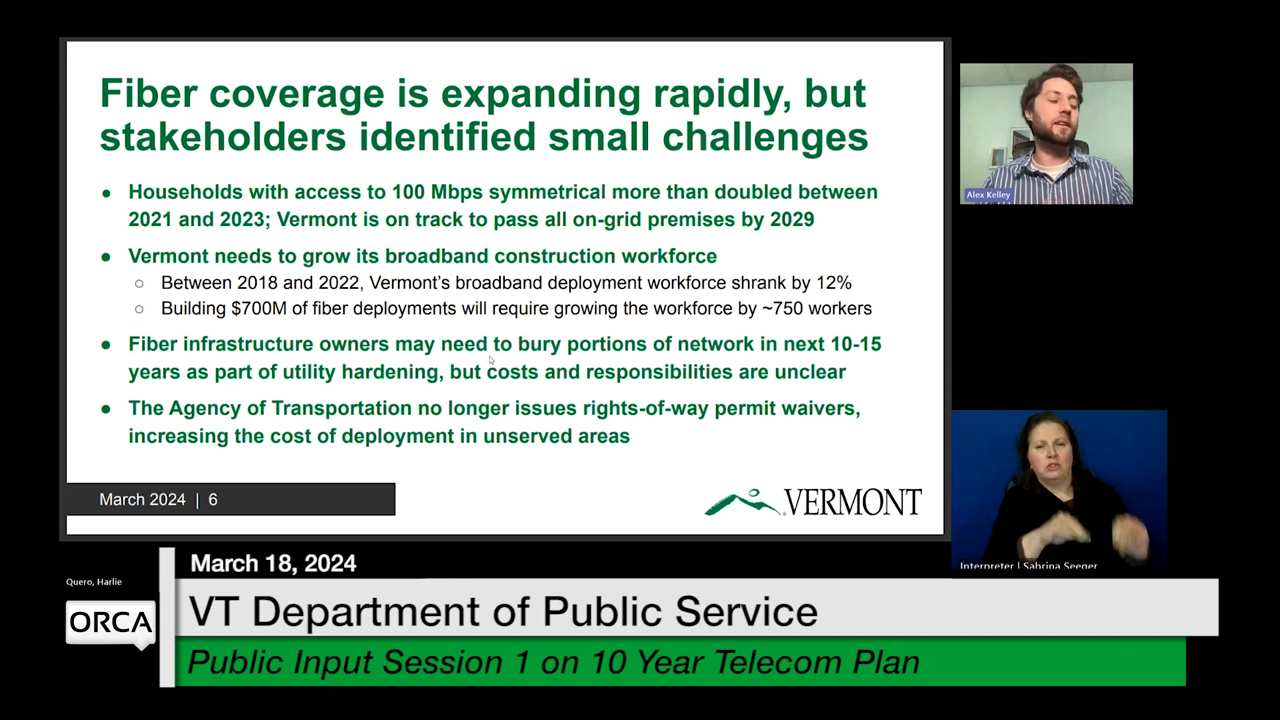 Fiber coverage is expanding rapidly, but
stakeholders identified small challenges
● Households with access to 100 Mbps symmetrical more than doubled between
2021 and 2023; Vermont is on track to pass all on-grid premises by 2029
● Vermont needs to grow its broadband construction workforce
○ Between 2018 and 2022, Vermont’s broadband deployment workforce shrank by 12%
○ Building $700M of fiber deployments will require growing the workforce by ~750 workers
● Fiber infrastructure owners may need to bury portions of network in next 10-15
years as part of utility hardening, but costs and responsibilities are unclear
● The Agency of Transportation no longer issues rights-of-way permit waivers,
increasing the cost of deployment in unserved areas
March 2024 | 6
VERMONT
Alex Kelley
Interpreter | Sabrina Seeger
Quero, Harlie
ORCA
March 18, 2024
VT Department of Public Service
Public Input Session 1 on 10 Year Telecom Plan